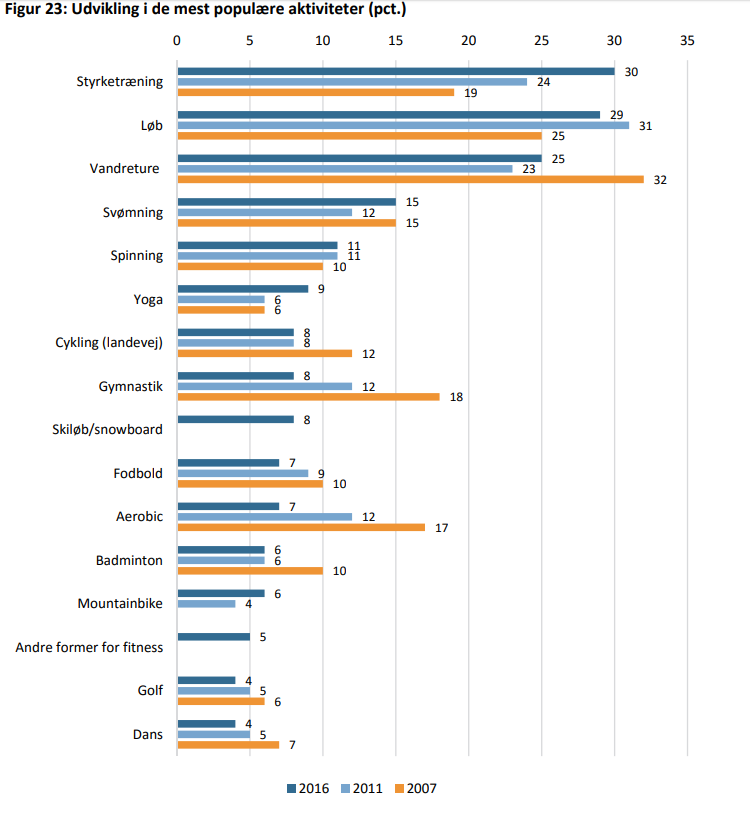 Figur 23: Udvikling i de mest populære aktiviteter (pct.)
0 5 10 15 20 25 30 35
Styrketræning 30 24 19
Løb 29 31 25
Vandreture 25 23 32
Svømning 15 12 15
Spinning 11 11 10
Yoga 9 6 6
Cykling (landevej) 8 8 12
Gymnastik 8 12 18
Skiløb/snowboard 8
Fodbold 7 9 10
Aerobic 7 12 17
Badminton 6 6 10
Mountainbike 6 4
Andre former for fitness 5
Golf 4 5 6
Dans 4 5 7
2016 2011 2007